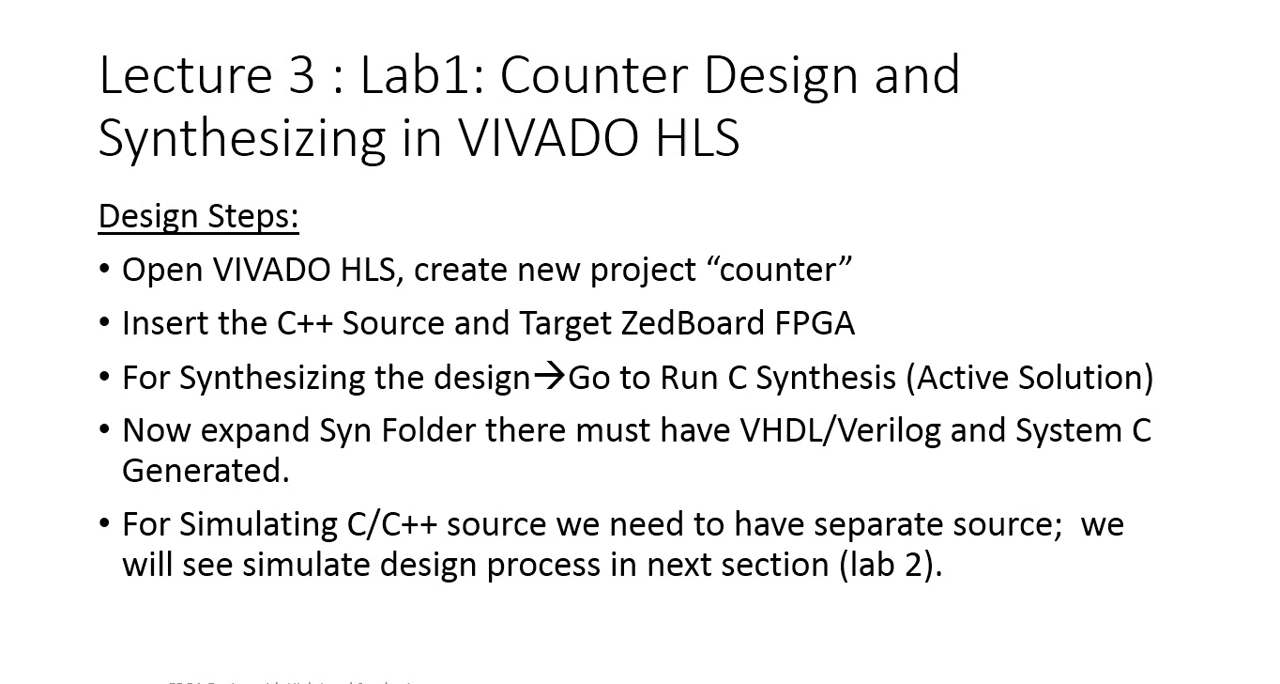 Lecture 3 : Lab1: Counter Design and
Synthesizing in VIVADO HLS
Design Steps:
• Open VIVADO HLS, create new project “counter”
• Insert the C++ Source and Target ZedBoard FPGA
• For Synthesizing the design→Go to Run C Synthesis (Active Solution)
• Now expand Syn Folder there must have VHDL/Verilog and System C
Generated.
• For Simulating C/C++ source we need to have separate source;  we
will see simulate design process in next section (lab 2).